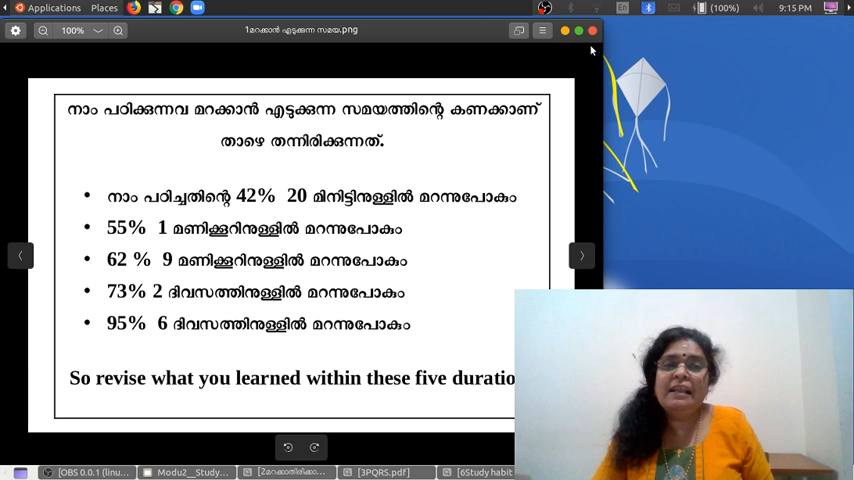 Applications Places
En
(100%)
9:15 PM
100%
1മറക്കാൻ എടുക്കുന്ന സമയ.png
നാം പഠിക്കുന്നവ മറക്കാൻ എടുക്കുന്ന സമയത്തിന്റെ കണക്കാണ്
താഴെ തന്നിരിക്കുന്നത്.
• നാം പഠിച്ചതിന്റെ 42% 20 മിനിട്ടിനുള്ളിൽ മറന്നുപോകും
• 55% 1 മണിക്കൂറിനുള്ളിൽ മറന്നുപോകും
• 62 % 9 മണിക്കൂറിനുള്ളിൽ മറന്നുപോകും
• 73% 2 ദിവസത്തിനുള്ളിൽ മറന്നുപോകും
• 95% 6 ദിവസത്തിനുള്ളിൽ മറന്നുപോകും
So revise what you learned within these five duratio
[OBS 0.0.1 (linu... Modu2__Study... [2മറക്കാതിരിക്കാ... [3PQRS.pdf] [6Study habit